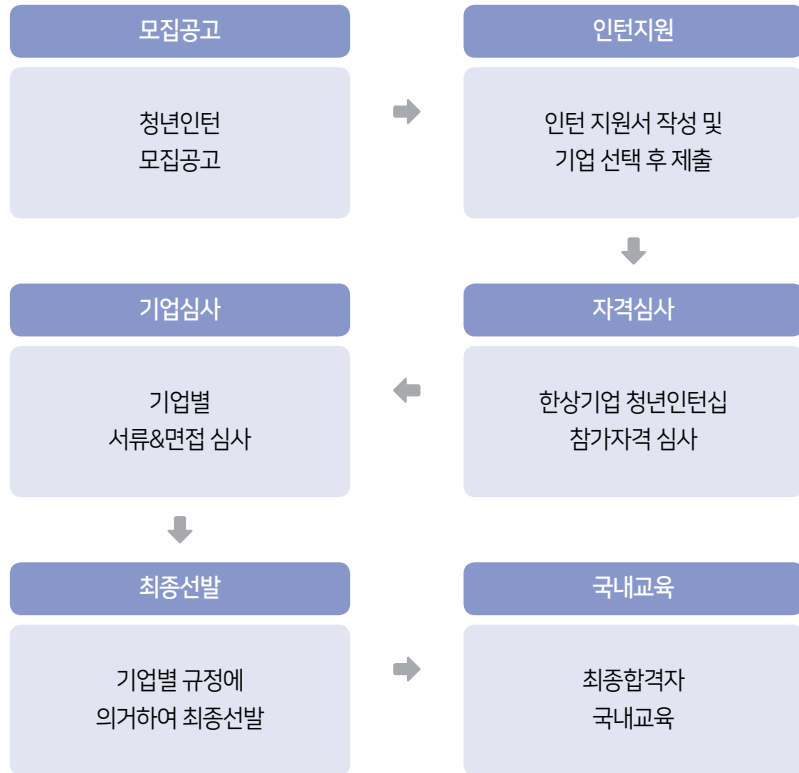 모집공고
청년인턴
모집공고
인턴지원
인턴 지원서 작성 및
기업 선택 후 제출
자격심사
한상기업 청년인턴십
참가자격 심사
기업심사
기업별
서류&면접 심사
최종선발
기업별 규정에
의거하여 최종선발
국내교육
최종합격자
국내교육